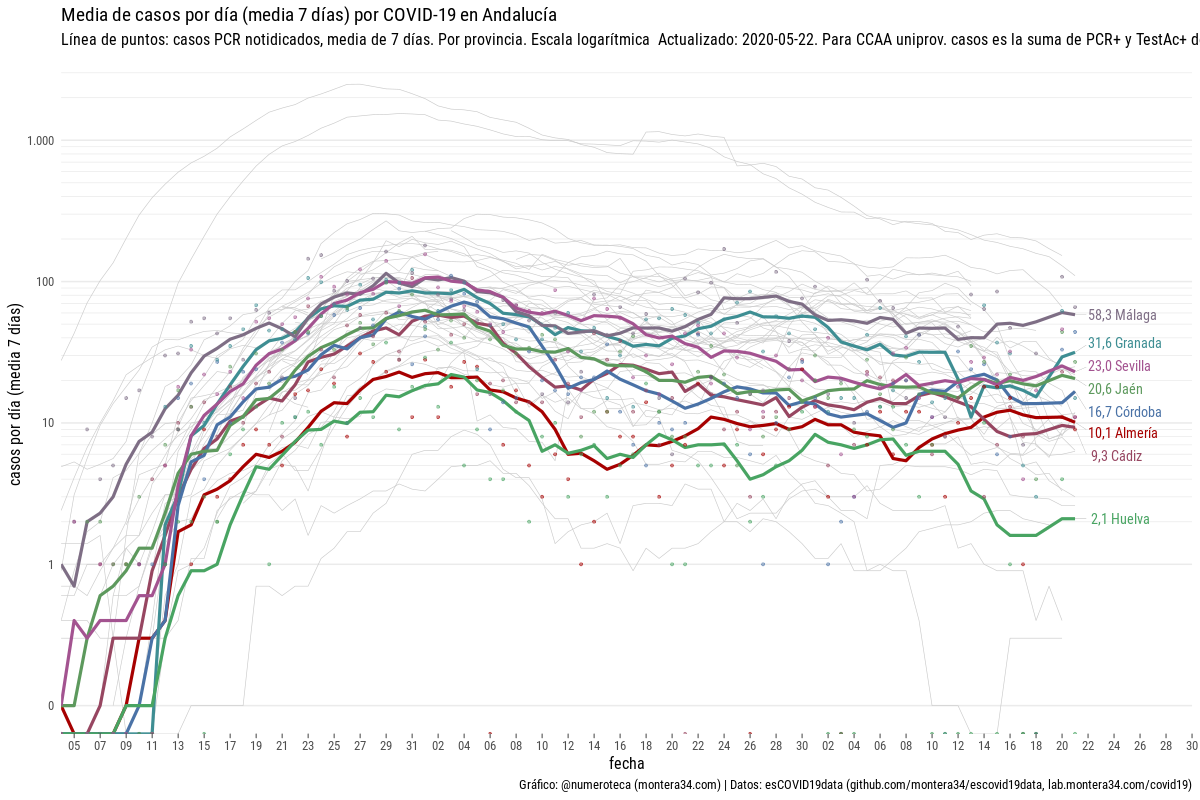 Media de casos por día (media 7 días) por COVID-19 en Andalucía
Línea de puntos: casos PCR notidicados, media de 7 días. Por provincia. Escala logarítmica  Actualizado: 2020-05-22. Para CCAA uniprov. casos es la suma de PCR+ y TestAc+ d
casos por día (media 7 días)
1.000
100
10
1
0
58,3 Málaga
31,6 Granada
23,0 Sevilla
20,6 Jaén
16,7 Córdoba
10,1 Almería
9,3 Cádiz
2,1 Huelva
05 07 09 11 13 15 17 19 21 23 25 27 29 31 02 04 06 08 10 12 14 16 18 20 22 24 26 28 30 02 04 06 08 10 12 14 16 18 20 22 24 26 28 30
fecha
Gráfico: @numeroteca (montera34.com) | Datos: esCOVID19data (github.com/montera34/escovid19data, lab.montera34.com/covid19)